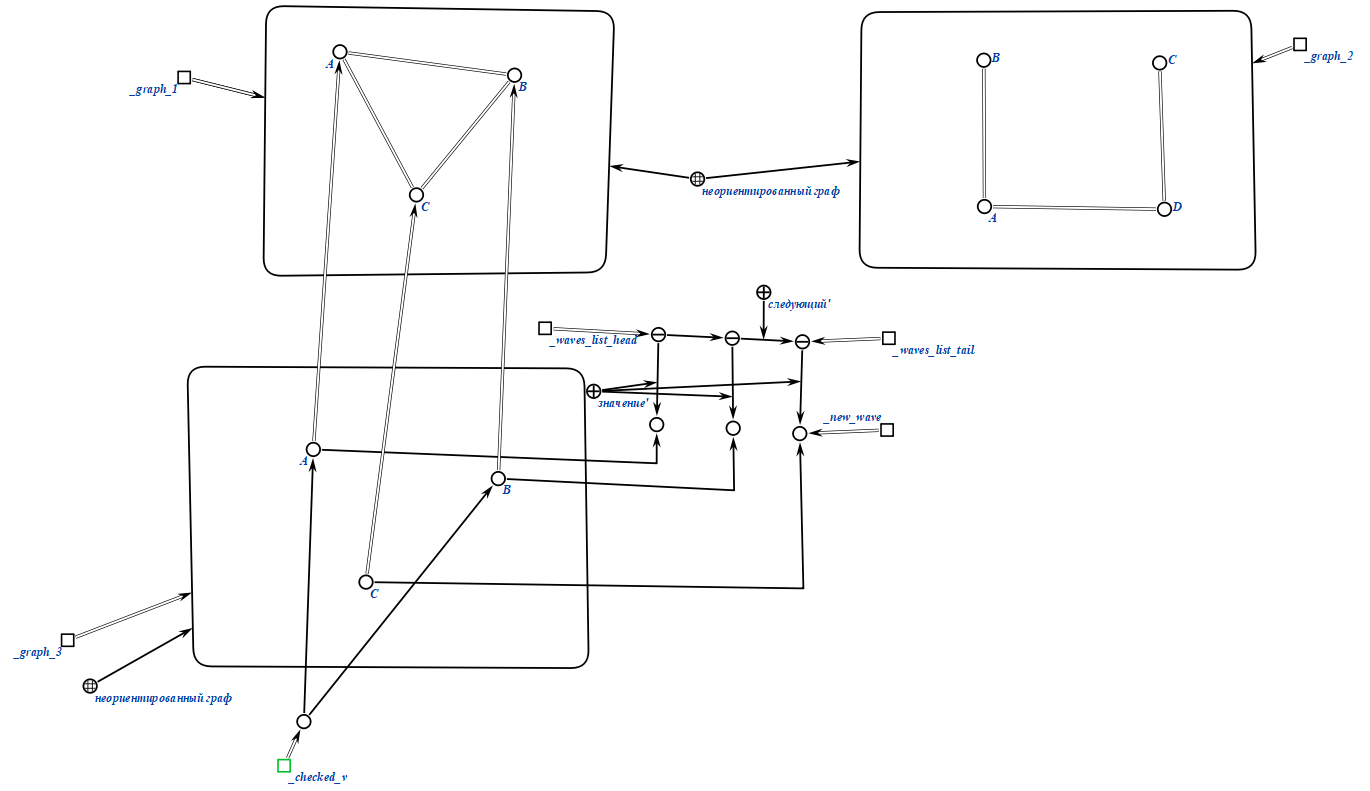 A
B
C
_graph_1
B
C
A
D
_graph_2
неориентированный граф
следующий'
_waves_list_head
_waves_list_tail
значение'
_new_wave
A
B
C
_graph_3
неориентированный граф
_checked_v